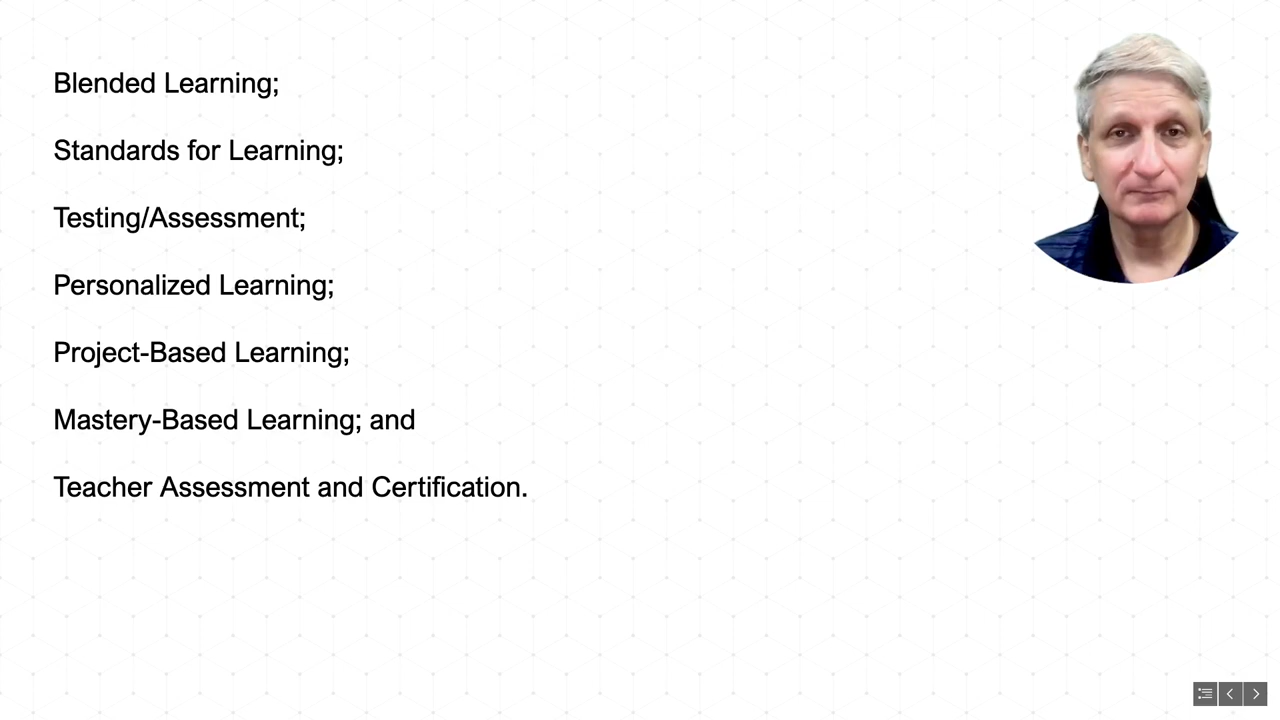 Blended Learning;
Standards for Learning;
Testing/Assessment;
Personalized Learning;
Project-Based Learning;
Mastery-Based Learning; and
Teacher Assessment and Certification.